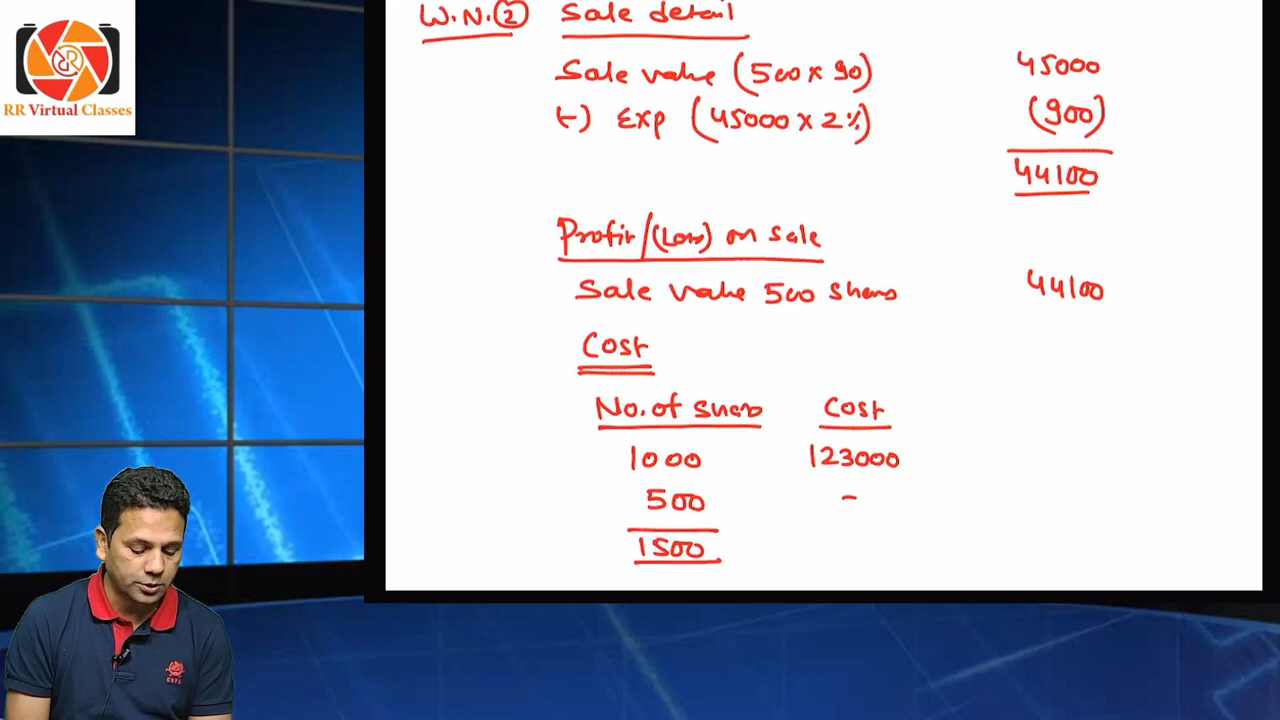 RR Virtual Classes
W.N.② Sale detail
Sale value (500 x 90) 45000
(-) Exp (45000 x 2%) (900)
44100
Profit/(Loss) on sale
Sale value 500 shares 44100
Cost
No. of shares Cost
1000 123000
500 -
1500